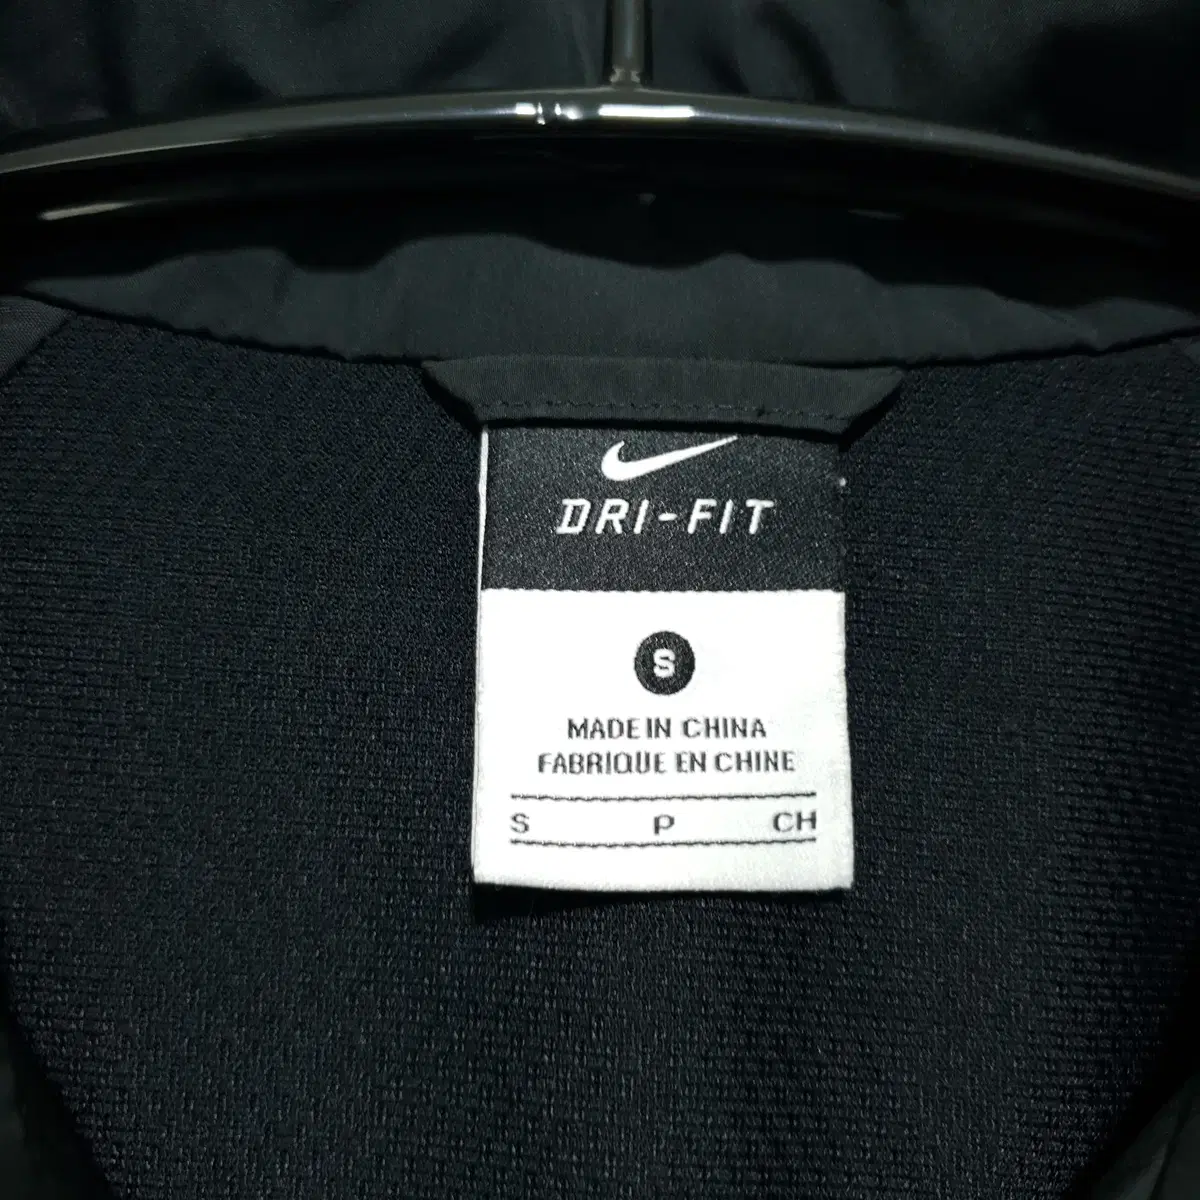 DRI-FIT
S
MADE IN CHINA
FABRIQUE EN CHINE
S P CH